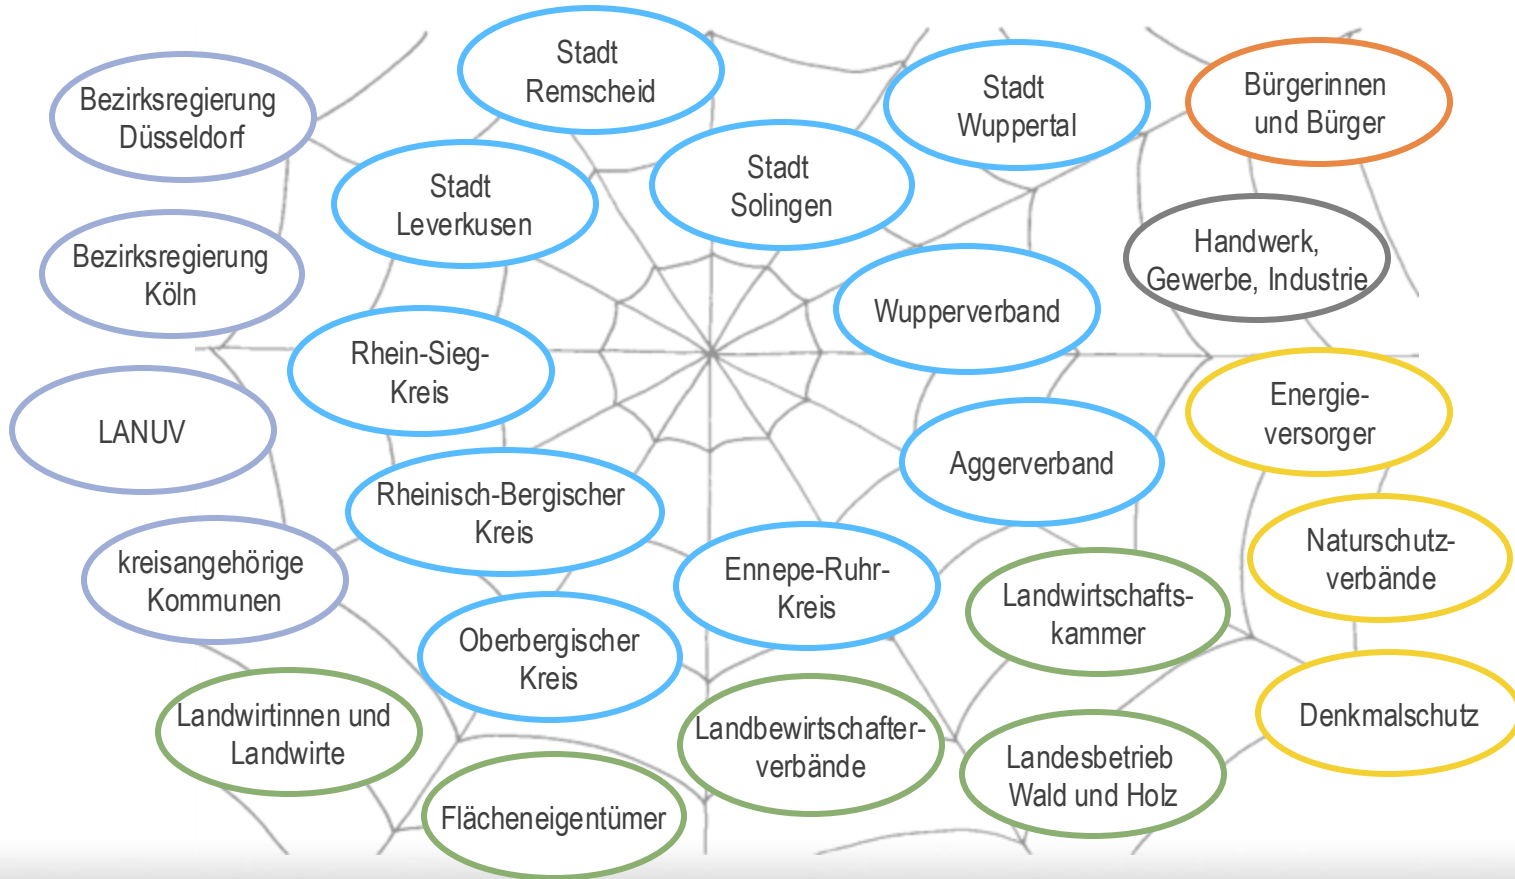 Stadt
Remscheid
Stadt
Wuppertal
Bürgerinnen
und Bürger
Bezirksregierung
Düsseldorf
Stadt
Leverkusen
Stadt
Solingen
Handwerk,
Gewerbe, Industrie
Bezirksregierung
Köln
Wupperverband
Rhein-Sieg-
Kreis
Energie-
versorger
LANUV
Aggerverband
Rheinisch-Bergischer
Kreis
Naturschutz-
verbände
kreisangehörige
Kommunen
Ennepe-Ruhr-
Kreis
Landwirtschafts-
kammer
Oberbergischer
Kreis
Denkmalschutz
Landwirtinnen und
Landwirte
Landbewirtschafter-
verbände
Landesbetrieb
Wald und Holz
Flächeneigentümer